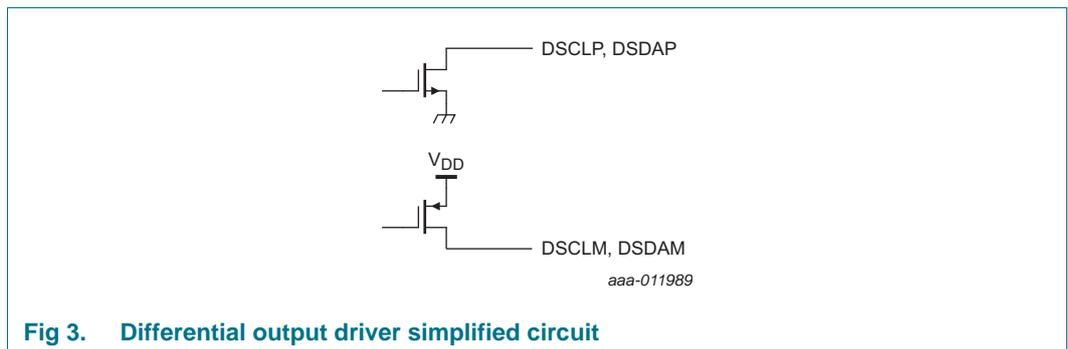 DSCLP, DSDAP
VDD
DSCLM, DSDAM
aaa-011989
Fig 3. Differential output driver simplified circuit